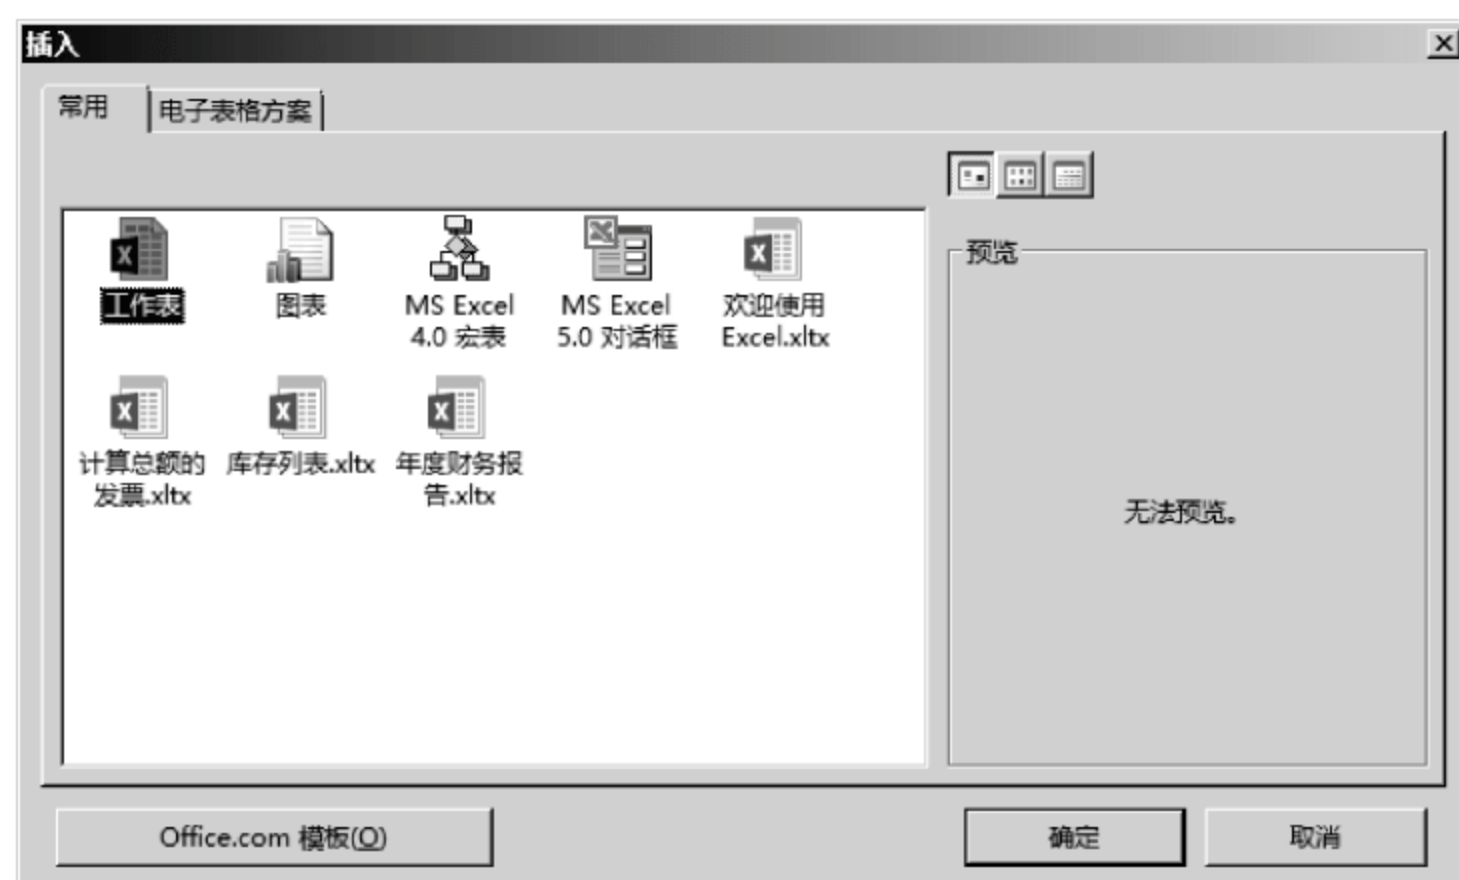 插入
常用
电子表格方案
预览
工作表
图表
MS Excel
4.0 宏表
MS Excel
5.0 对话框
欢迎使用
Excel.xltx
计算总额的
发票.xltx
库存列表.xltx
年度财务报
告.xltx
无法预览。
Office.com 模板(O)
确定
取消